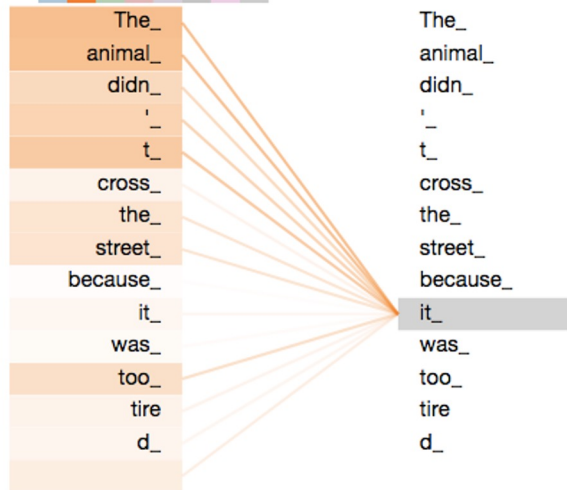 The_ The_
animal_ animal_
didn_ didn_
'_ '_
t_ t_
cross_ cross_
the_ the_
street_ street_
because_ because_
it_ it_
was_ was_
too_ too_
tire tire
d_ d_